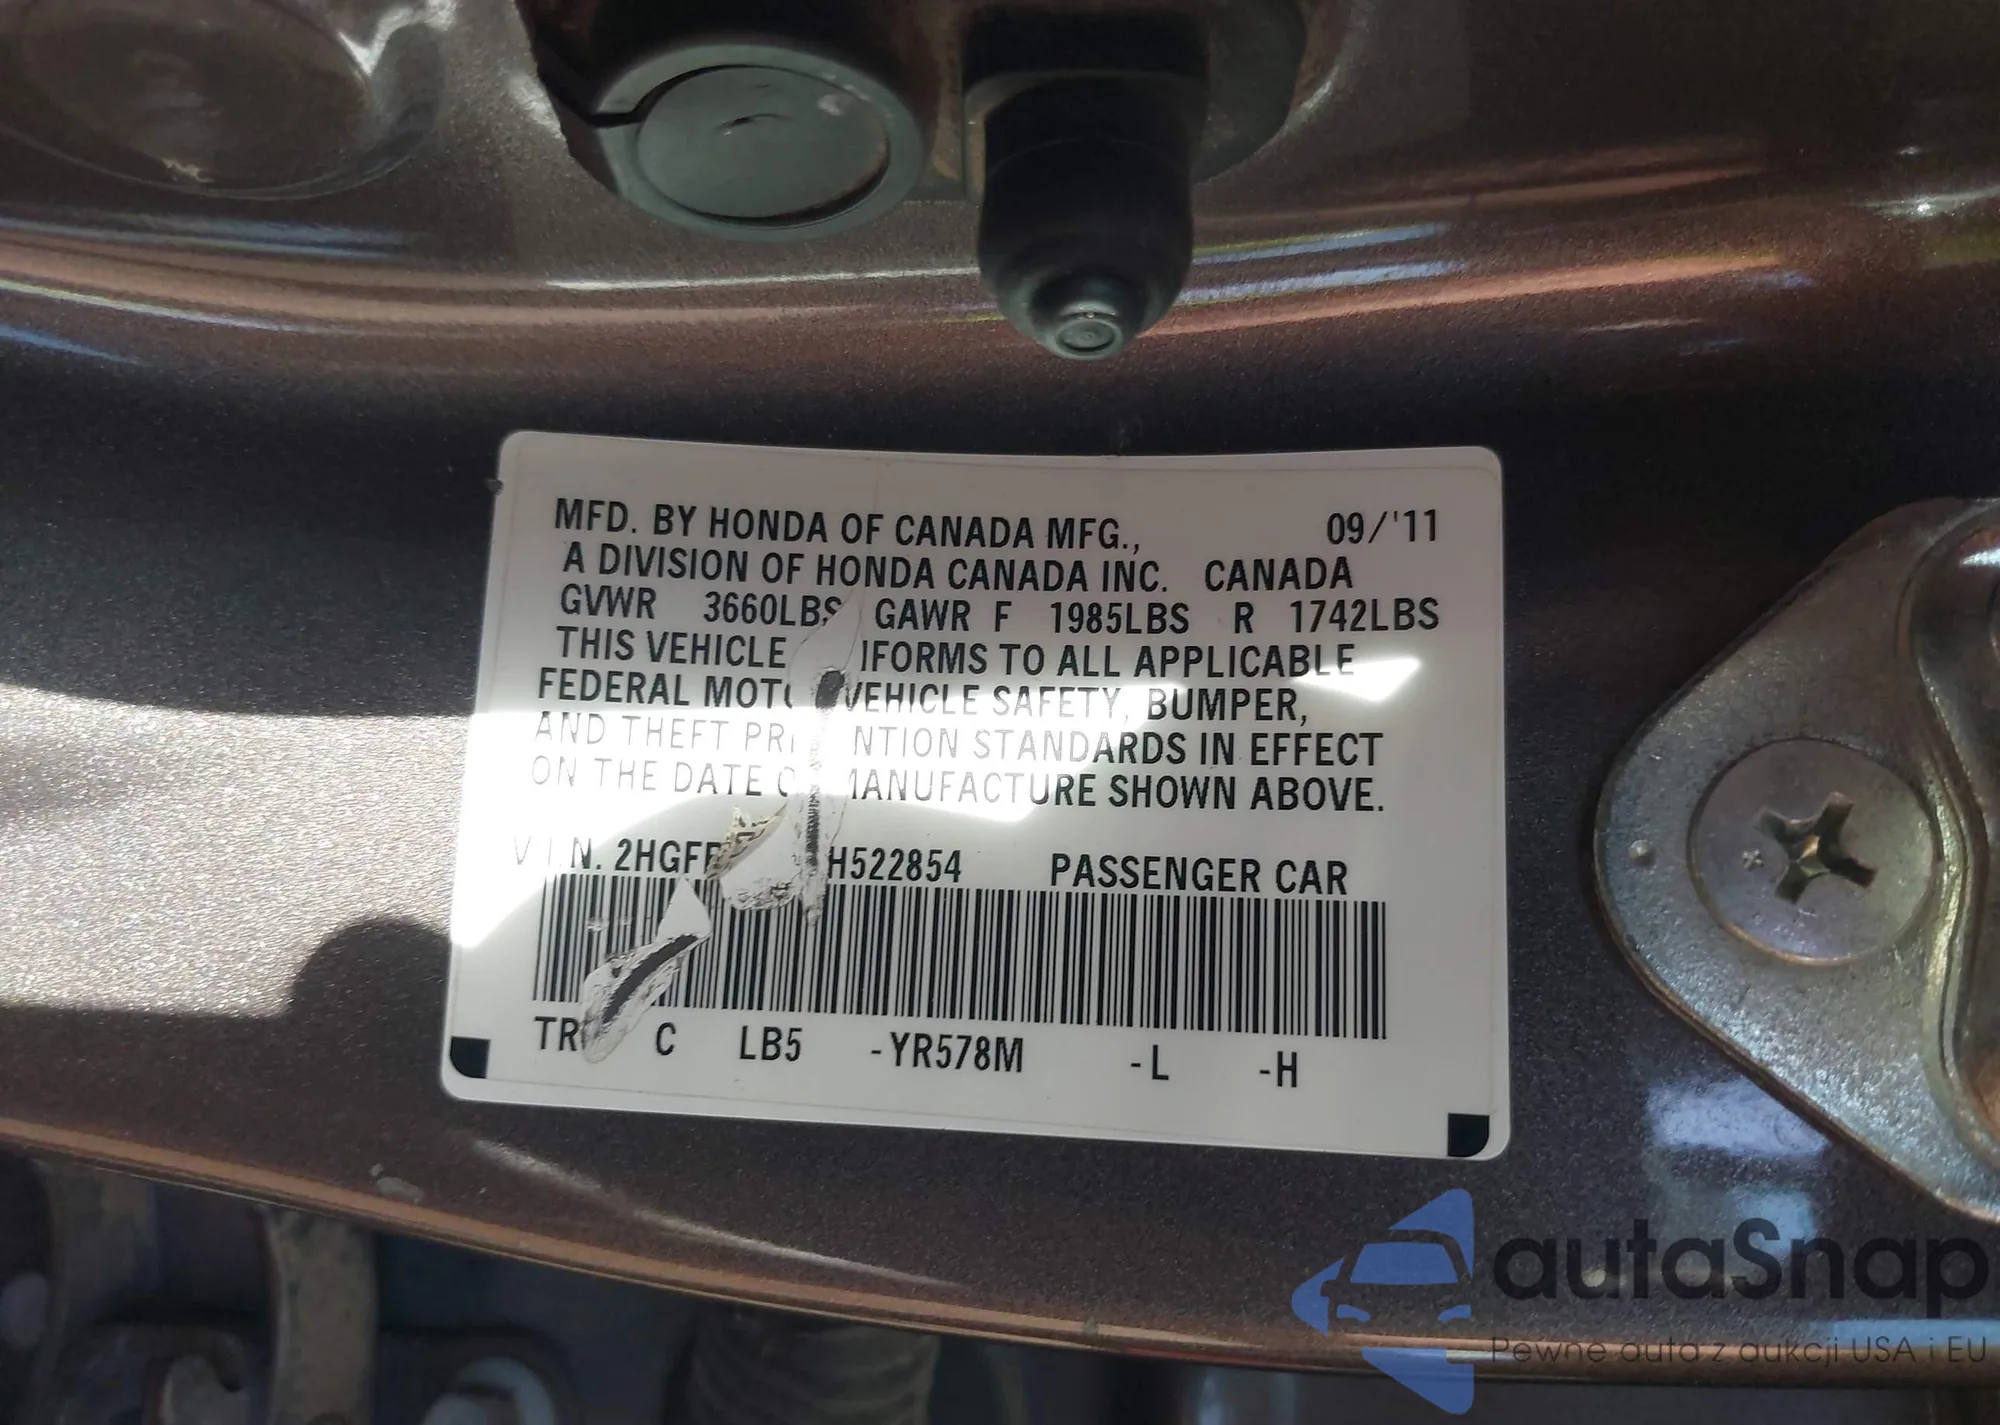 MFD. BY HONDA OF CANADA MFG., 09/'11
A DIVISION OF HONDA CANADA INC. CANADA
GVWR 3660LBS GAWR F 1985LBS R 1742LBS
THIS VEHICLE IFORMS TO ALL APPLICABLE
FEDERAL MOTO VEHICLE SAFETY, BUMPER,
AND THEFT PR NTION STANDARDS IN EFFECT
ON THE DATE O MANUFACTURE SHOWN ABOVE.
V.I.N. 2HGF H522854 PASSENGER CAR
TR C LB5 -YR578M -L -H
autaSnap
Pewne auta z aukcji USA i EU